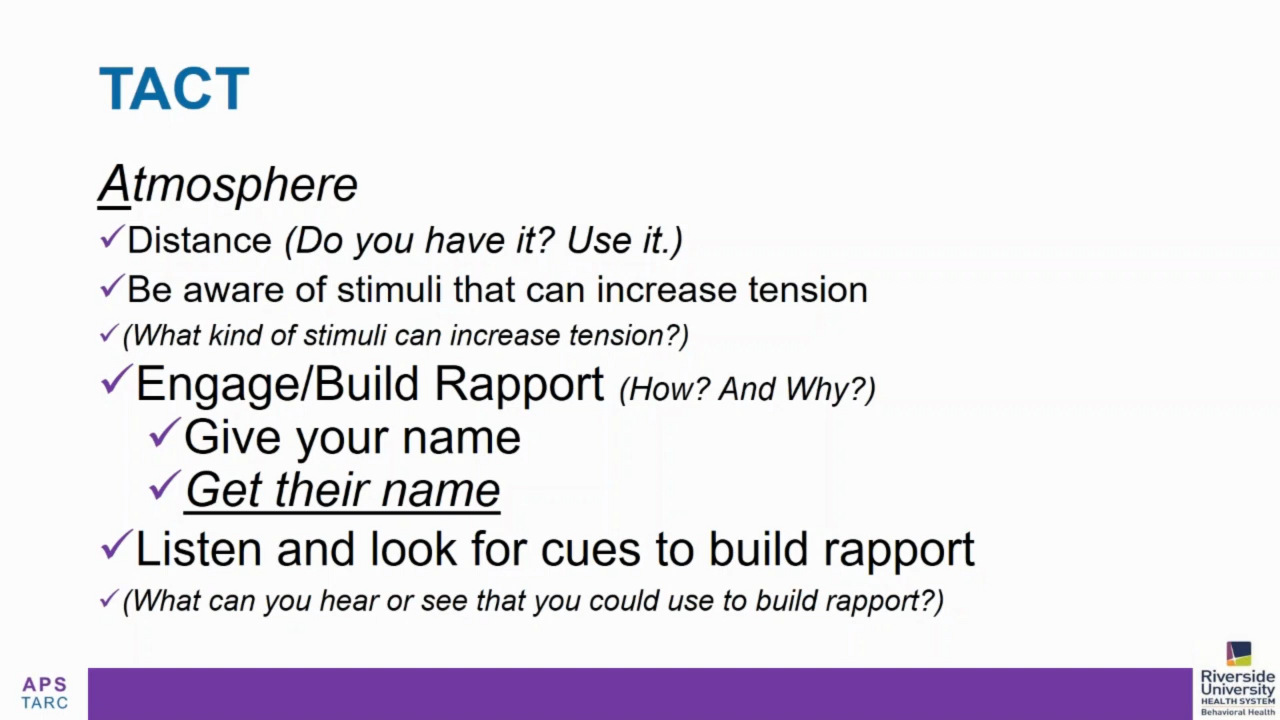 TACT
Atmosphere
✓Distance (Do you have it? Use it.)
✓Be aware of stimuli that can increase tension
✓(What kind of stimuli can increase tension?)
✓Engage/Build Rapport (How? And Why?)
✓Give your name
✓Get their name
✓Listen and look for cues to build rapport
✓(What can you hear or see that you could use to build rapport?)
APS
TARC
Riverside
University
HEALTH SYSTEM
Behavioral Health